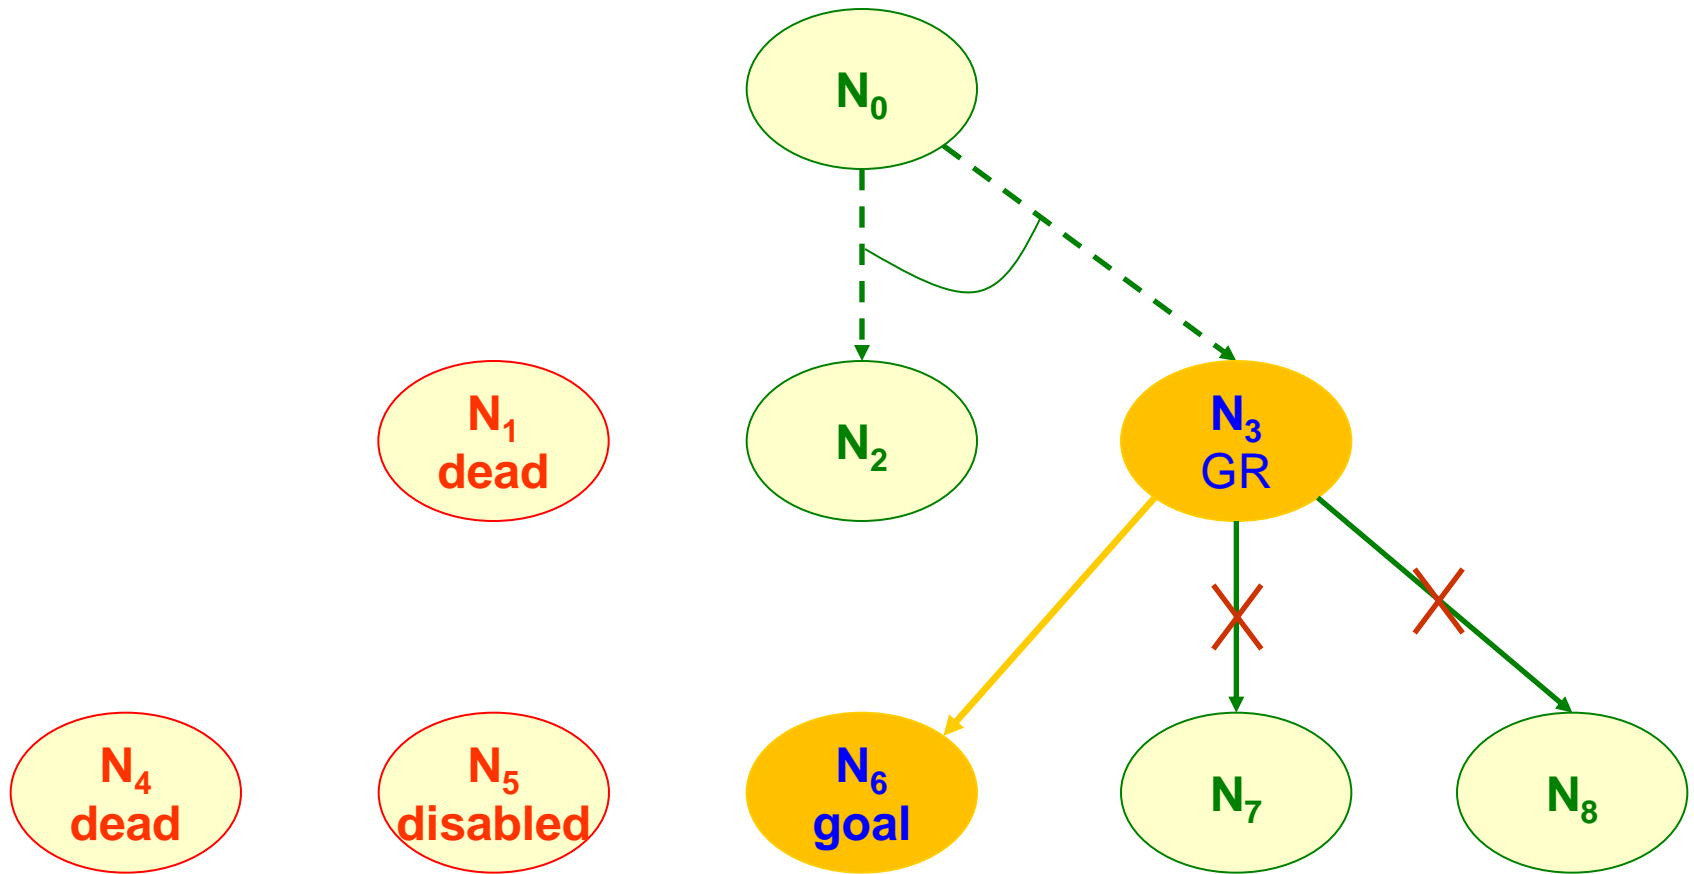 N₀
N₁
dead
N₂
N₃
GR
N₄
dead
N₅
disabled
N₆
goal
N₇
N₈